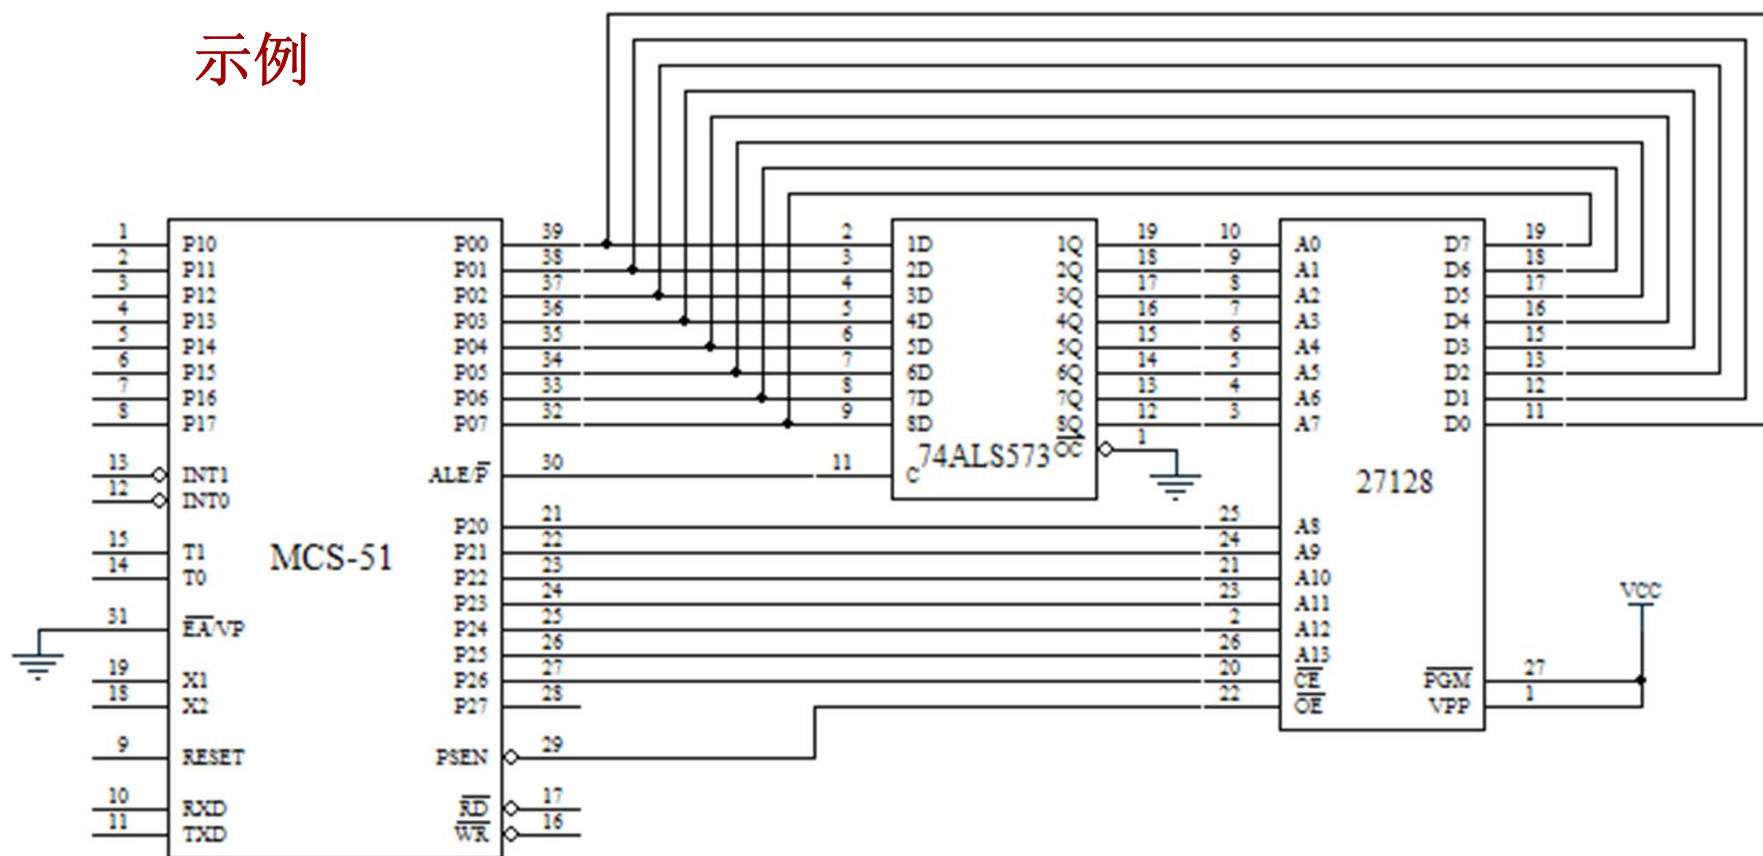 示例
1 P10 P00 39 2 1D 1Q 19 10 A0 D7 19
2 P11 P01 38 3 2D 2Q 18 9 A1 D6 18
3 P12 P02 37 4 3D 3Q 17 8 A2 D5 17
4 P13 P03 36 5 4D 4Q 16 7 A3 D4 16
5 P14 P04 35 6 5D 5Q 15 6 A4 D3 15
6 P15 P05 34 7 6D 6Q 14 5 A5 D2 13
7 P16 P06 33 8 7D 7Q 13 4 A6 D1 12
8 P17 P07 32 9 8D 8Q 12 3 A7 D0 11
74ALS573 O̅C̅ 1
13 INT1 ALE/P̅ 30 11 C 27128
12 INT0
P20 21 25 A8
15 T1 P21 22 24 A9
14 T0 MCS-51 P22 23 21 A10
P23 24 23 A11 VCC
31 E̅A̅/VP P24 25 2 A12
P25 26 26 A13
19 X1 P26 27 20 C̅E̅ P̅G̅M̅ 27
18 X2 P27 28 22 O̅E̅ VPP 1
9 RESET PSEN 29
10 RXD R̅D̅ 17
11 TXD W̅R̅ 16